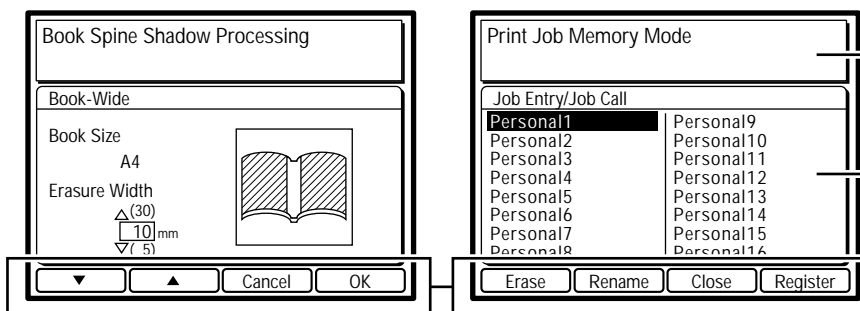 Book Spine Shadow Processing
Book-Wide
Book Size
A4
Erasure Width
△(30)
10 mm
▽( 5)
▼ ▲ Cancel OK
Print Job Memory Mode
Job Entry/Job Call
Personal1
Personal2
Personal3
Personal4
Personal5
Personal6
Personal7
Personal8
Personal9
Personal10
Personal11
Personal12
Personal13
Personal14
Personal15
Personal16
Erase Rename Close Register